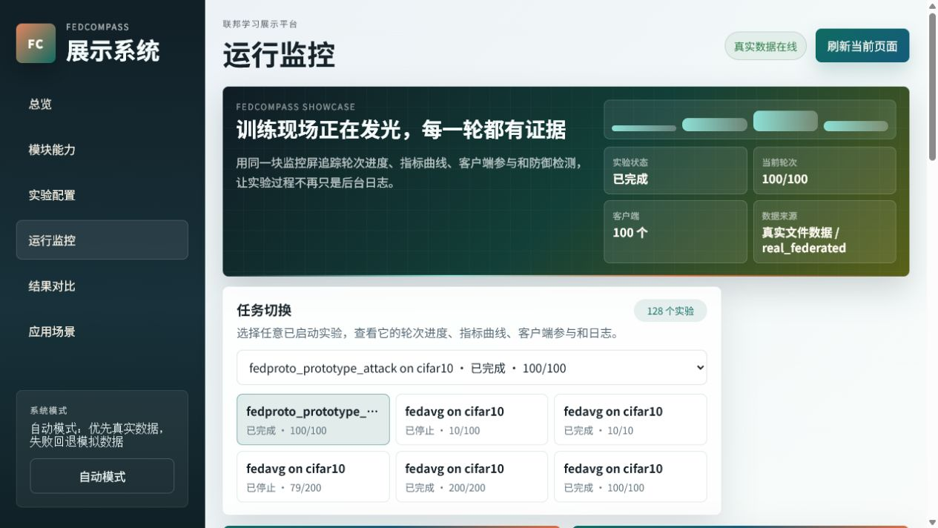 FC
FEDCOMPASS
展示系统
总览
模块能力
实验配置
运行监控
结果对比
应用场景
系统模式
自动模式：优先真实数据，
失败回退模拟数据
自动模式
联邦学习展示平台
运行监控
真实数据在线
刷新当前页面
FEDCOMPASS SHOWCASE
训练现场正在发光，每一轮都有证据
用同一块监控屏追踪轮次进度、指标曲线、客户端参与和防御检测，
让实验过程不再只是后台日志。
实验状态
已完成
当前轮次
100/100
客户端
100 个
数据来源
真实文件数据 /
real_federated
任务切换
128 个实验
选择任意已启动实验，查看它的轮次进度、指标曲线、客户端参与和日志。
fedproto_prototype_attack on cifar10 • 已完成 • 100/100
fedproto_prototype_…
已完成 • 100/100
fedavg on cifar10
已停止 • 10/100
fedavg on cifar10
已完成 • 10/10
fedavg on cifar10
已停止 • 79/200
fedavg on cifar10
已完成 • 200/200
fedavg on cifar10
已完成 • 100/100